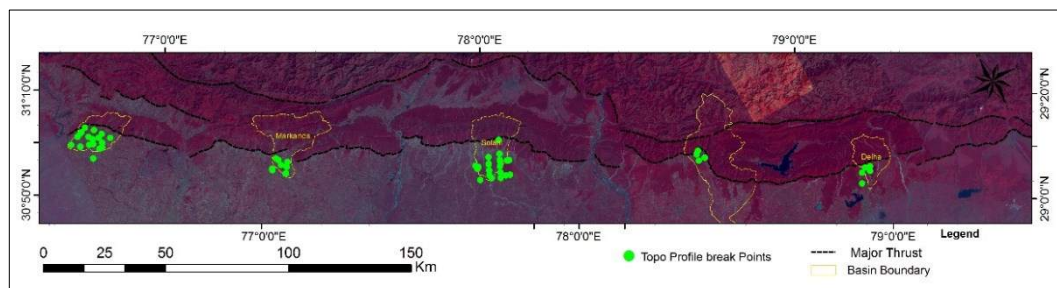 77°0'0"E 78°0'0"E 79°0'0"E
31°10'0"N
29°20'0"N
Markanda
Solani
Delha
30°50'0"N
29°0'0"N
77°0'0"E 78°0'0"E 79°0'0"E
Legend
0 25 50 100 150
Km
Topo Profile break Points
Major Thrust
Basin Boundary